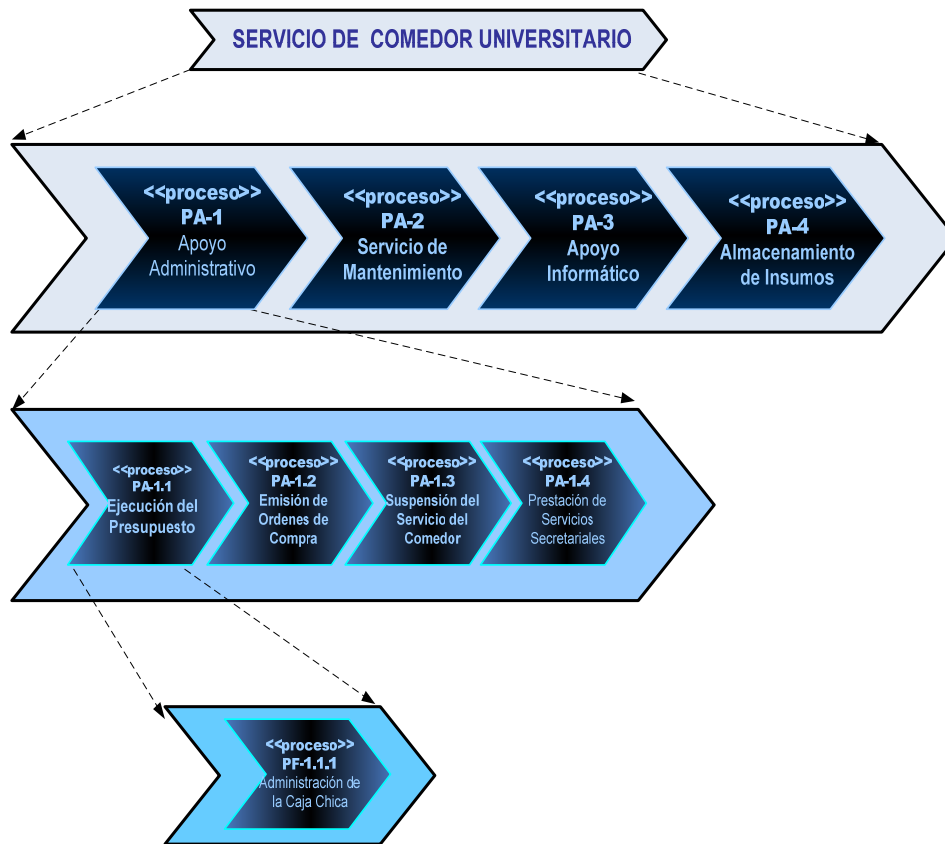 SERVICIO DE COMEDOR UNIVERSITARIO
<<proceso>>
PA-1
Apoyo
Administrativo
<<proceso>>
PA-2
Servicio de
Mantenimiento
<<proceso>>
PA-3
Apoyo
Informático
<<proceso>>
PA-4
Almacenamiento
de Insumos
<<proceso>>
PA-1.1
Ejecución del
Presupuesto
<<proceso>>
PA-1.2
Emisión de
Ordenes de
Compra
<<proceso>>
PA-1.3
Suspensión del
Servicio del
Comedor
<<proceso>>
PA-1.4
Prestación de
Servicios
Secretariales
<<proceso>>
PF-1.1.1
Administración de
la Caja Chica